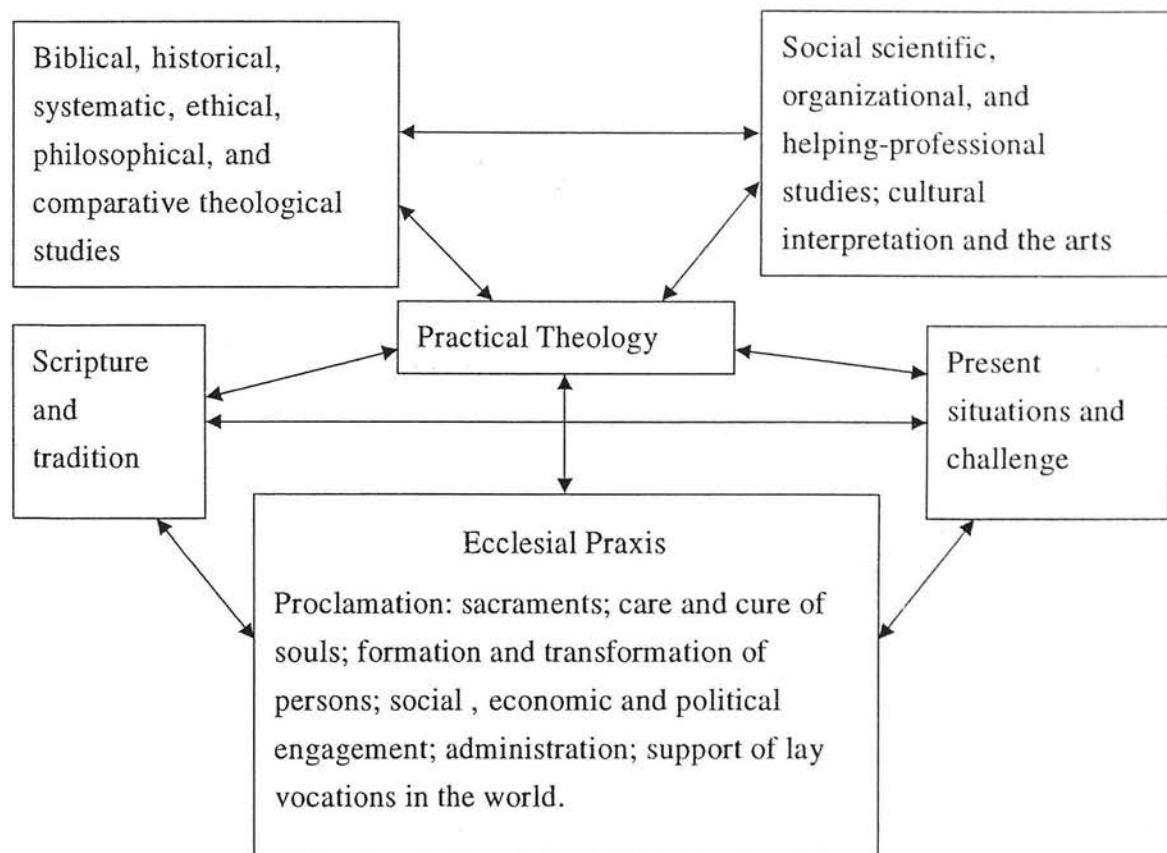 Biblical, historical,
systematic, ethical,
philosophical, and
comparative theological
studies
Social scientific,
organizational, and
helping-professional
studies; cultural
interpretation and the arts
Practical Theology
Scripture
and
tradition
Present
situations and
challenge
Ecclesial Praxis
Proclamation: sacraments; care and cure of
souls; formation and transformation of
persons; social , economic and political
engagement; administration; support of lay
vocations in the world.